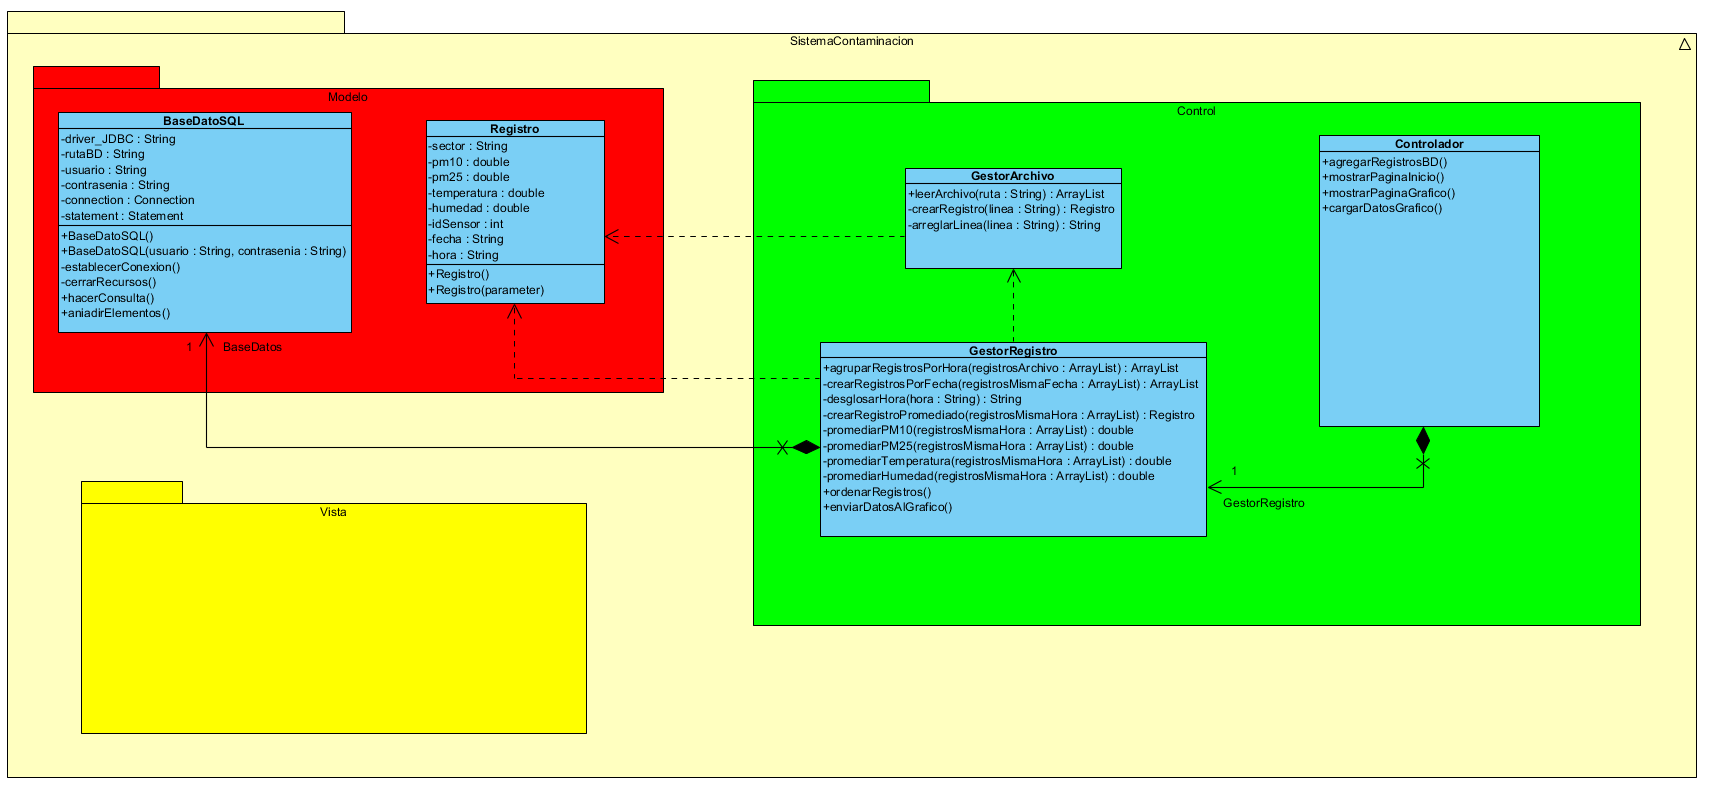 SistemaContaminacion
Modelo
BaseDatoSQL
-driver_JDBC : String
-rutaBD : String
-usuario : String
-contrasenia : String
-connection : Connection
-statement : Statement
+BaseDatoSQL()
+BaseDatoSQL(usuario : String, contrasenia : String)
-establecerConexion()
-cerrarRecursos()
+hacerConsulta()
+aniadirElementos()
1
BaseDatos
Registro
-sector : String
-pm10 : double
-pm25 : double
-temperatura : double
-humedad : double
-idSensor : int
-fecha : String
-hora : String
+Registro()
+Registro(parameter)
Control
GestorArchivo
+leerArchivo(ruta : String) : ArrayList
-crearRegistro(linea : String) : Registro
-arreglarLinea(linea : String) : String
Controlador
+agregarRegistrosBD()
+mostrarPaginaInicio()
+mostrarPaginaGrafico()
+cargarDatosGrafico()
GestorRegistro
+agruparRegistrosPorHora(registrosArchivo : ArrayList) : ArrayList
-crearRegistrosPorFecha(registrosMismaFecha : ArrayList) : ArrayList
-desglosarHora(hora : String) : String
-crearRegistroPromediado(registrosMismaHora : ArrayList) : Registro
-promediarPM10(registrosMismaHora : ArrayList) : double
-promediarPM25(registrosMismaHora : ArrayList) : double
-promediarTemperatura(registrosMismaHora : ArrayList) : double
-promediarHumedad(registrosMismaHora : ArrayList) : double
+ordenarRegistros()
+enviarDatosAlGrafico()
1
GestorRegistro
Vista